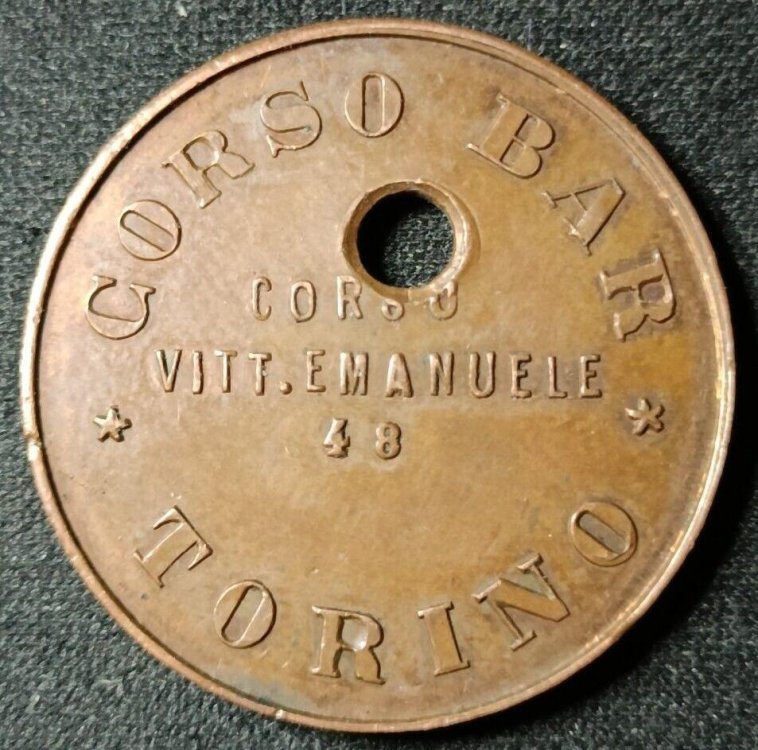 CORSO BAR
CORSO
VITT. EMANUELE
48
* TORINO *